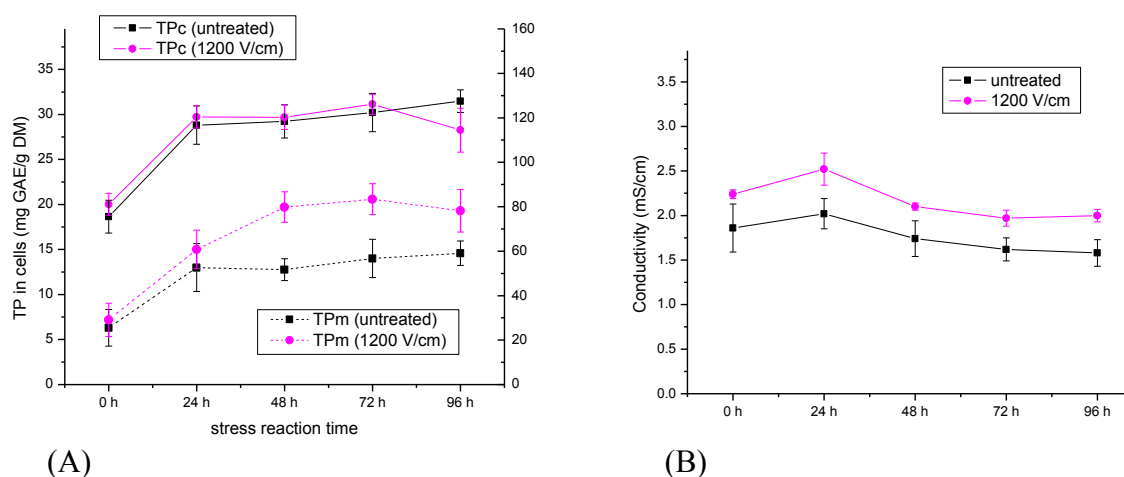 TPc (untreated)
TPc (1200 V/cm)
TP in cells (mg GAE/g DM)
35
30
25
20
15
10
5
0
160
140
120
100
80
60
40
20
0
TPm (untreated)
TPm (1200 V/cm)
0 h
24 h
48 h
72 h
96 h
stress reaction time
(A)
untreated
1200 V/cm
Conductivity (mS/cm)
3.5
3.0
2.5
2.0
1.5
1.0
0.5
0.0
0 h
24 h
48 h
72 h
96 h
(B)